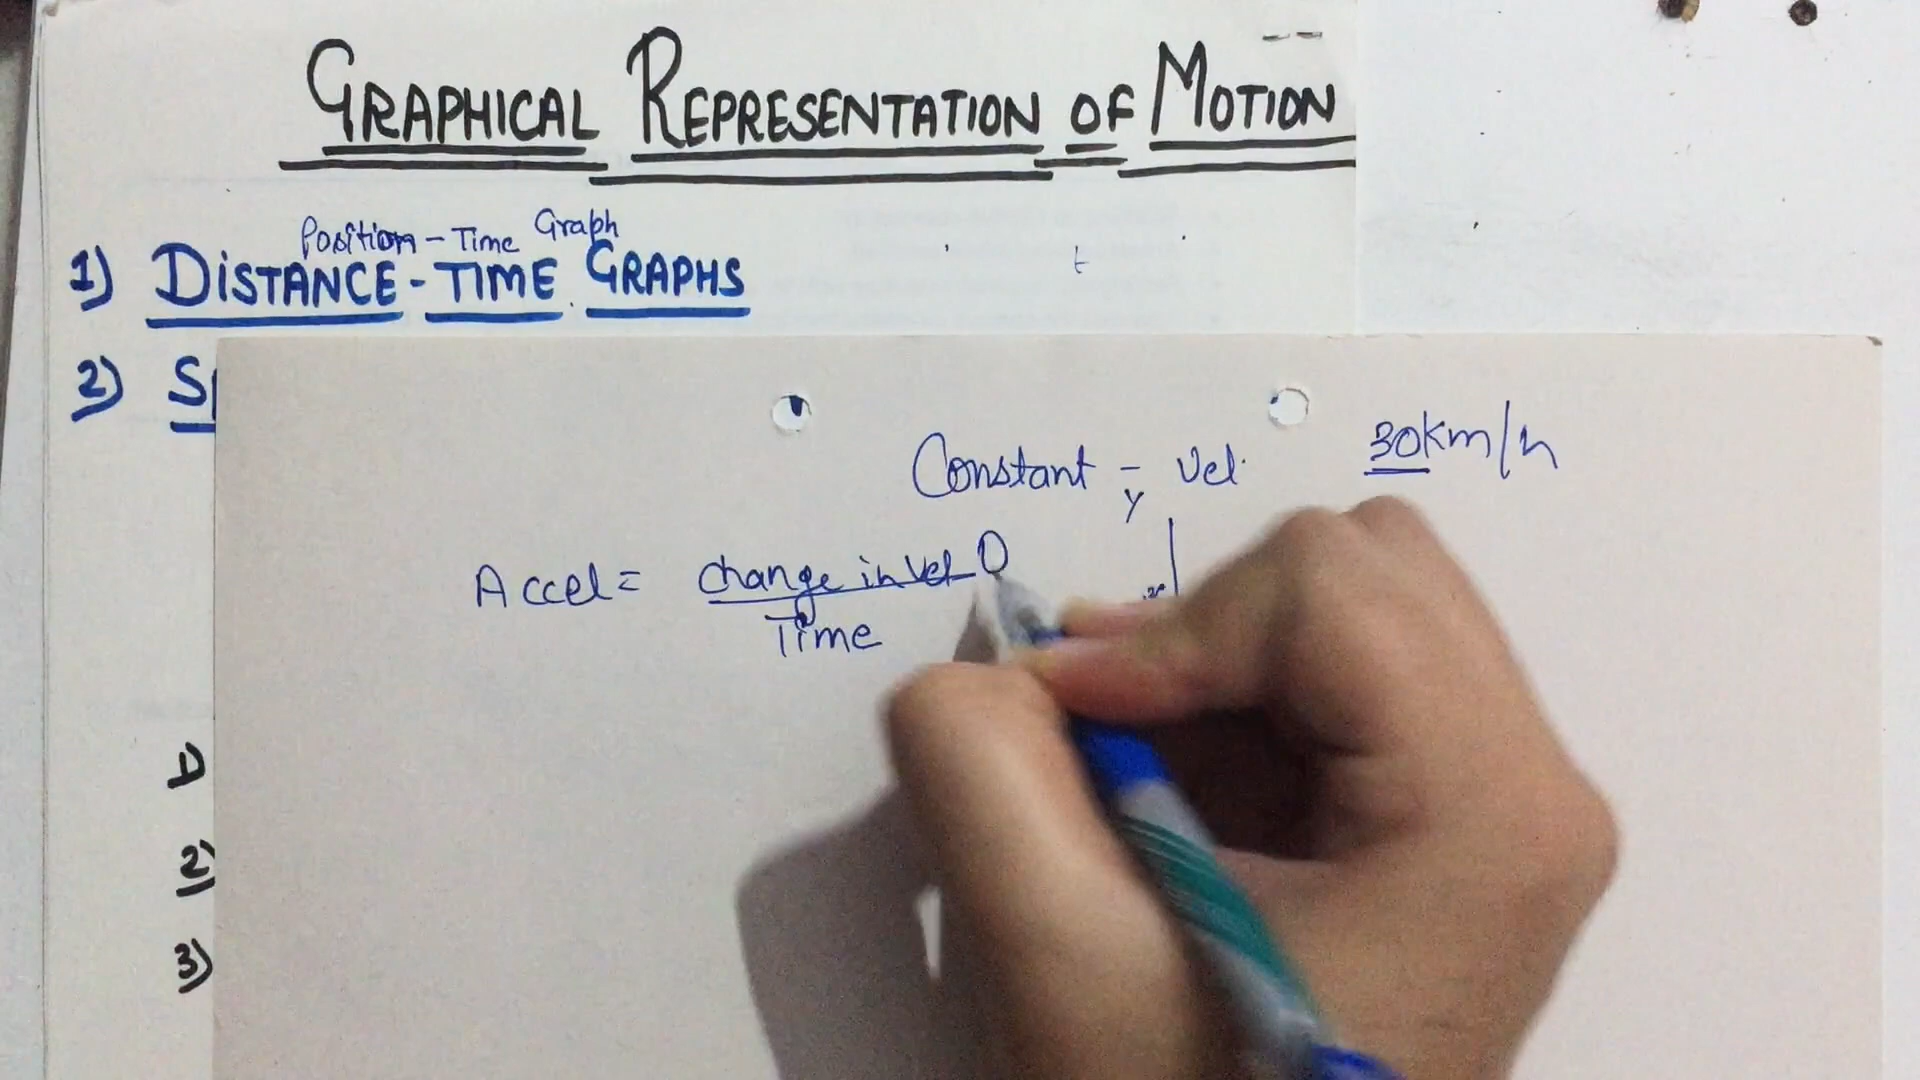 GRAPHICAL REPRESENTATION OF MOTION
Position - Time Graph
1) DISTANCE - TIME GRAPHS
t
2)
Constant - Vel. 30km/h
y
Accel = change in Vel 0
Time
1)
2)
3)